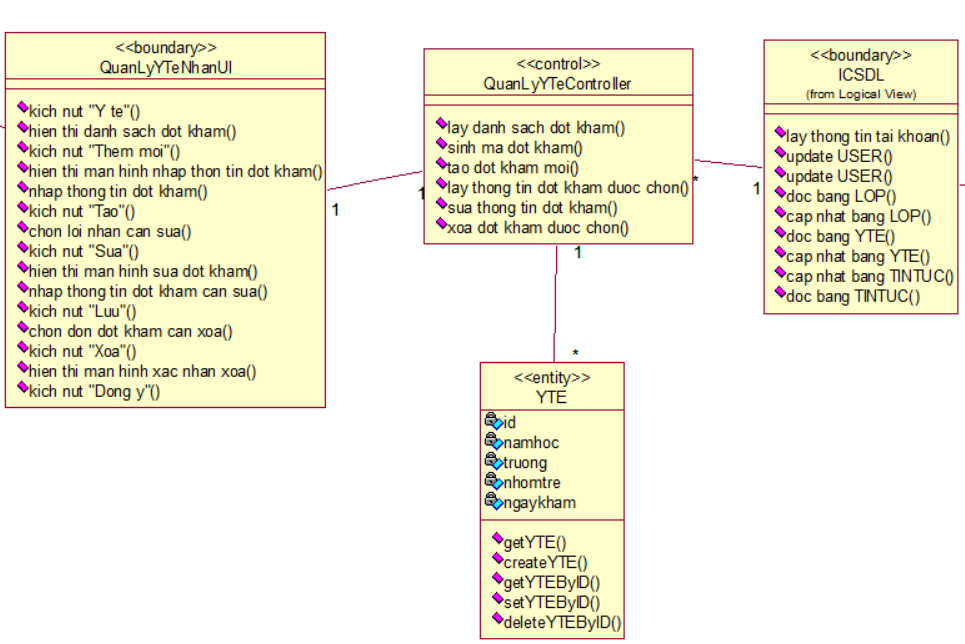 <<boundary>>
QuanLyYTeNhanUI
kich nut "Y te"()
hien thi danh sach dot kham()
kich nut "Them moi"()
hien thi man hinh nhap thon tin dot kham()
nhap thong tin dot kham()
kich nut "Tao"()
chon loi nhan can sua()
kich nut "Sua"()
hien thi man hinh sua dot kham()
nhap thong tin dot kham can sua()
kich nut "Luu"()
chon don dot kham can xoa()
kich nut "Xoa"()
hien thi man hinh xac nhan xoa()
kich nut "Dong y"()
1
1
<<control>>
QuanLyYTeController
lay danh sach dot kham()
sinh ma dot kham()
tao dot kham moi()
lay thong tin dot kham duoc chon()
sua thong tin dot kham()
xoa dot kham duoc chon()
*
1
<<boundary>>
ICSDL
(from Logical View)
lay thong tin tai khoan()
update USER()
update USER()
doc bang LOP()
cap nhat bang LOP()
doc bang YTE()
cap nhat bang YTE()
cap nhat bang TINTUC()
doc bang TINTUC()
1
*
<<entity>>
YTE
id
namhoc
truong
nhomtre
ngaykham
getYTE()
createYTE()
getYTEByID()
setYTEByID()
deleteYTEByID()